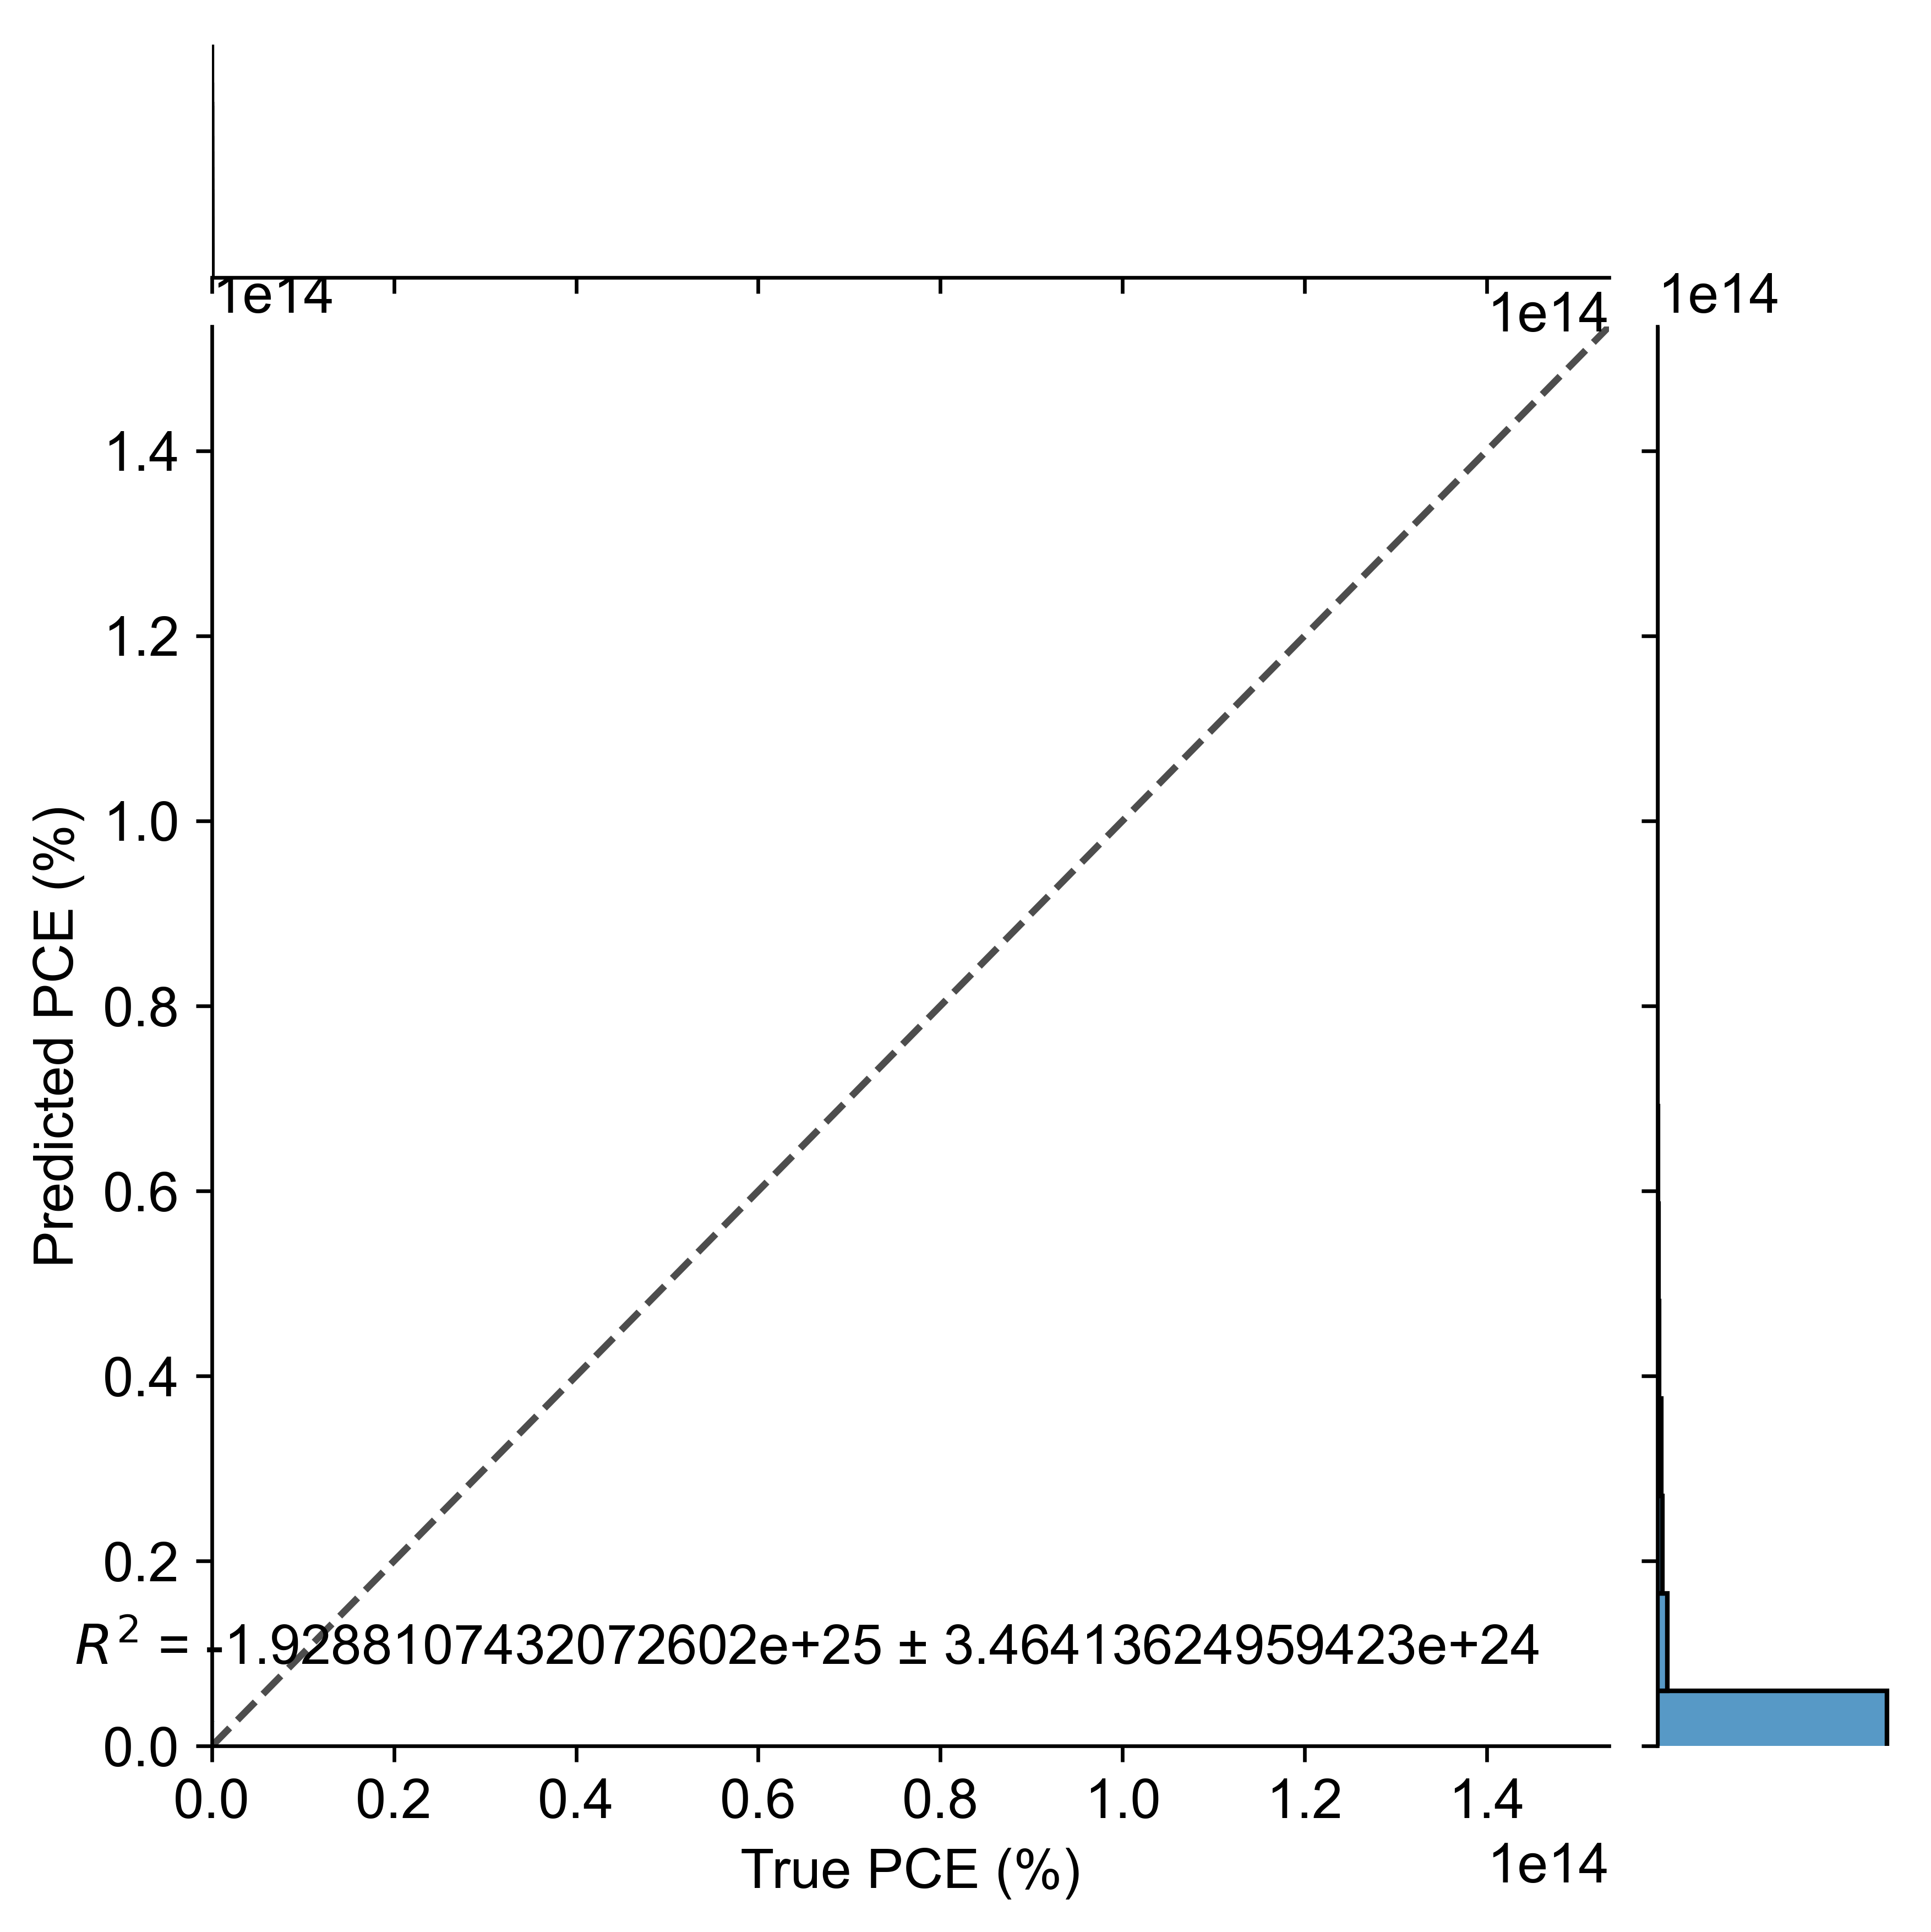 1e14
1e14
1e14
1.4
1.2
1.0
0.8
0.6
0.4
0.2
0.0
Predicted PCE (%)
R² = -1.9288107432072602e+25 ± 3.464136249594​23e+24
0.0 0.2 0.4 0.6 0.8 1.0 1.2 1.4
1e14
True PCE (%)